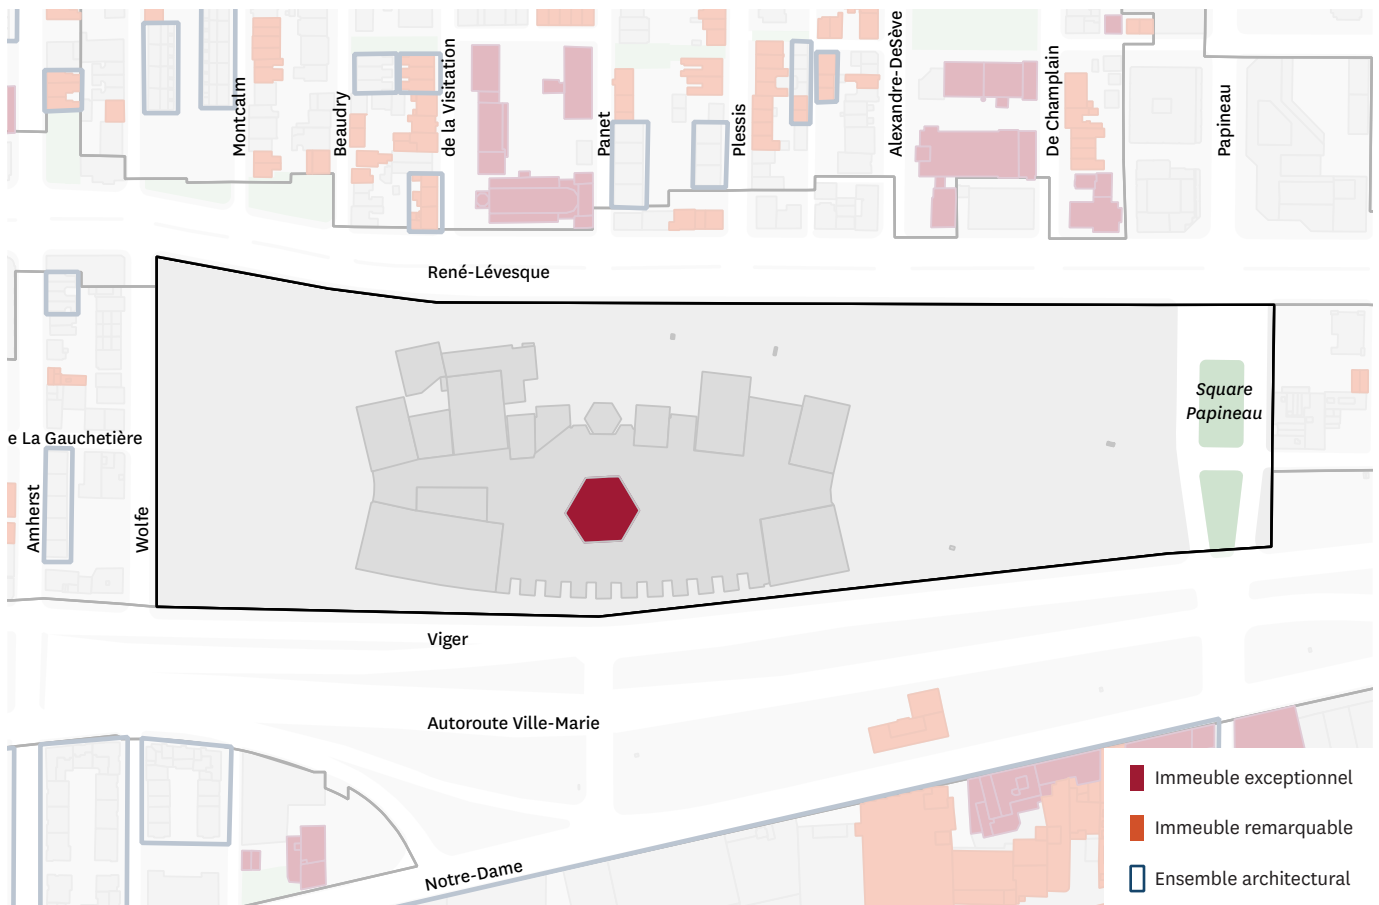 Montcalm
Beaudry
de la Visitation
Panet
Plessis
Alexandre-DeSève
De Champlain
Papineau
René-Lévesque
Square
Papineau
e La Gauchetière
Amherst
Wolfe
Viger
Autoroute Ville-Marie
Notre-Dame
Immeuble exceptionnel
Immeuble remarquable
Ensemble architectural